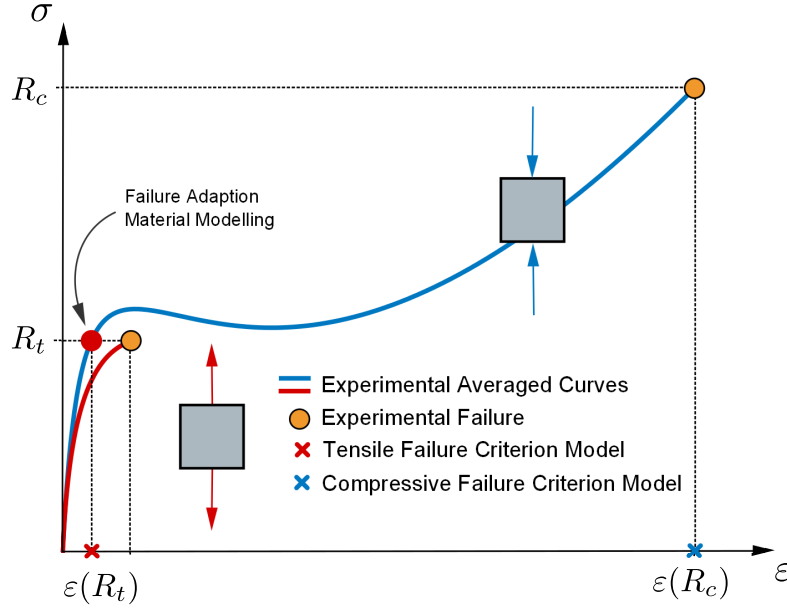 σ
R_c
Failure Adaption
Material Modelling
R_t
Experimental Averaged Curves
Experimental Failure
Tensile Failure Criterion Model
Compressive Failure Criterion Model
ε(R_t)
ε(R_c)
ε